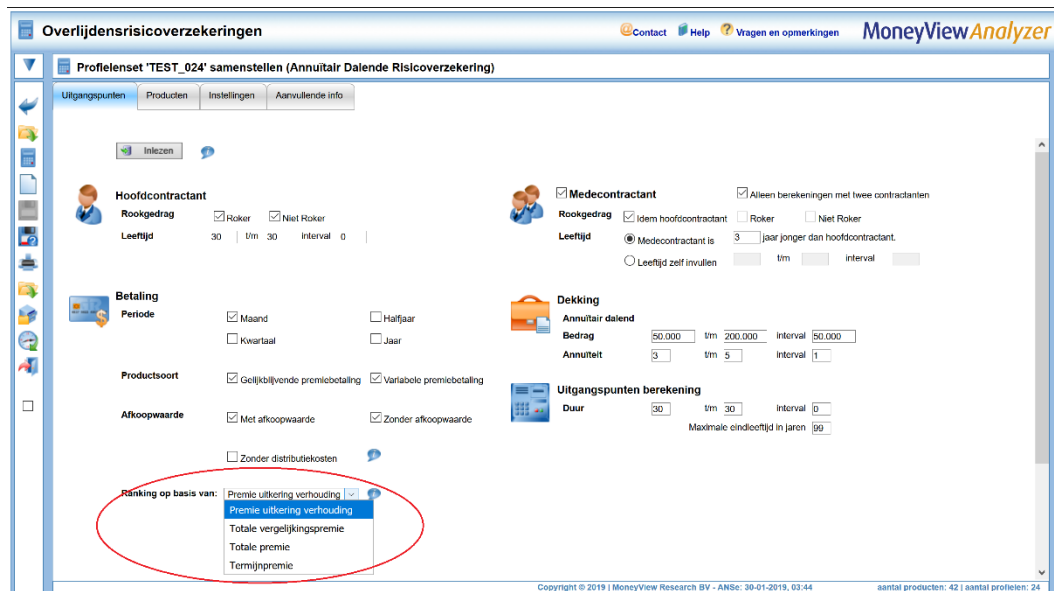 Overlijdensrisicoverzekeringen
Contact Help Vragen en opmerkingen MoneyView Analyzer
Profielenset 'TEST_024' samenstellen (Annuïtair Dalende Risicoverzekering)
Uitgangspunten Producten Instellingen Aanvullende info
Inlezen
Hoofdcontractant
Rookgedrag Roker Niet Roker
Leeftijd 30 t/m 30 interval 0
Medecontractant Alleen berekeningen met twee contractanten
Rookgedrag Idem hoofdcontractant Roker Niet Roker
Leeftijd Medecontractant is 3 jaar jonger dan hoofdcontractant.
Leeftijd zelf invullen t/m interval
Betaling
Periode Maand Halfjaar
Kwartaal Jaar
Productsoort Gelijkblijvende premiebetaling Variabele premiebetaling
Afkoopwaarde Met afkoopwaarde Zonder afkoopwaarde
Zonder distributiekosten
Dekking
Annuïtair dalend
Bedrag 50.000 t/m 200.000 interval 50.000
Annuïteit 3 t/m 5 interval 1
Uitgangspunten berekening
Duur 30 t/m 30 interval 0
Maximale eindleeftijd in jaren 99
Ranking op basis van: Premie uitkering verhouding
Premie uitkering verhouding
Totale vergelijkingspremie
Totale premie
Termijnpremie
Copyright © 2019 | MoneyView Research BV - ANSe: 30-01-2019, 03:44 aantal producten: 42 | aantal profielen: 24